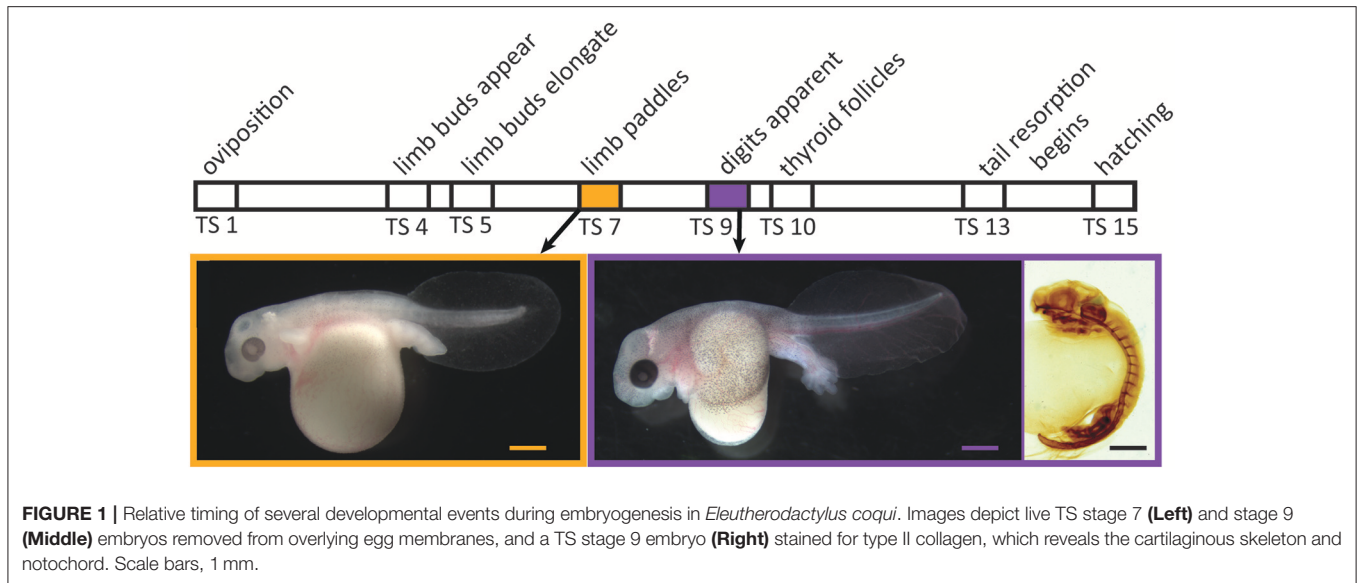 oviposition
limb buds appear
limb buds elongate
limb paddles
digits apparent
thyroid follicles
tail resorption
begins
hatching
TS 1
TS 4
TS 5
TS 7
TS 9
TS 10
TS 13
TS 15
FIGURE 1 | Relative timing of several developmental events during embryogenesis in Eleutherodactylus coqui. Images depict live TS stage 7 (Left) and stage 9
(Middle) embryos removed from overlying egg membranes, and a TS stage 9 embryo (Right) stained for type II collagen, which reveals the cartilaginous skeleton and
notochord. Scale bars, 1 mm.